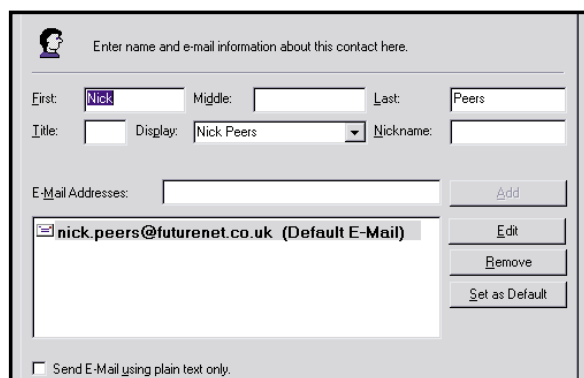 Enter name and e-mail information about this contact here.
First: Nick Middle: Last: Peers
Title: Display: Nick Peers Nickname:
E-Mail Addresses: Add
nick.peers@futurenet.co.uk (Default E-Mail) Edit
Remove
Set as Default
Send E-Mail using plain text only.